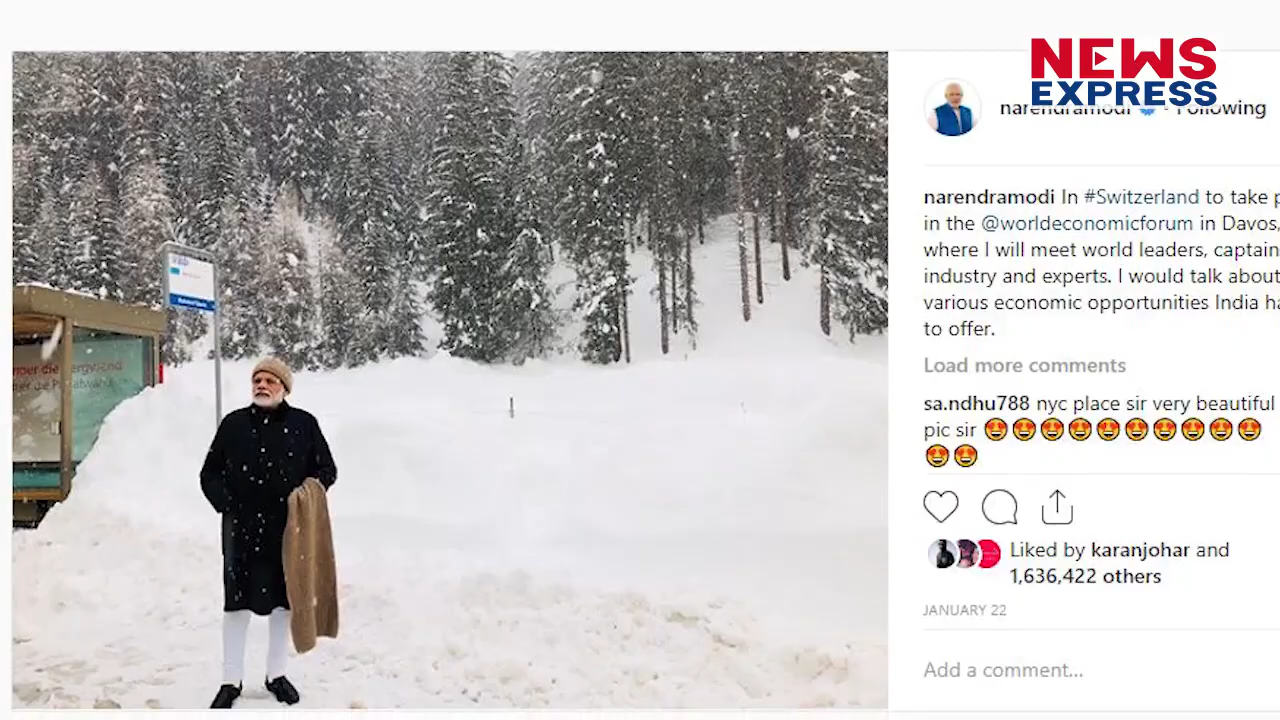 NEWS
EXPRESS
narendramodi • Following
narendramodi In #Switzerland to take p
in the @worldeconomicforum in Davos,
where I will meet world leaders, captain
industry and experts. I would talk about
various economic opportunities India ha
to offer.
Load more comments
sa.ndhu788 nyc place sir very beautiful
pic sir 😍😍😍😍😍😍😍😍😍😍
😍😍
Liked by karanjohar and
1,636,422 others
JANUARY 22
Add a comment...